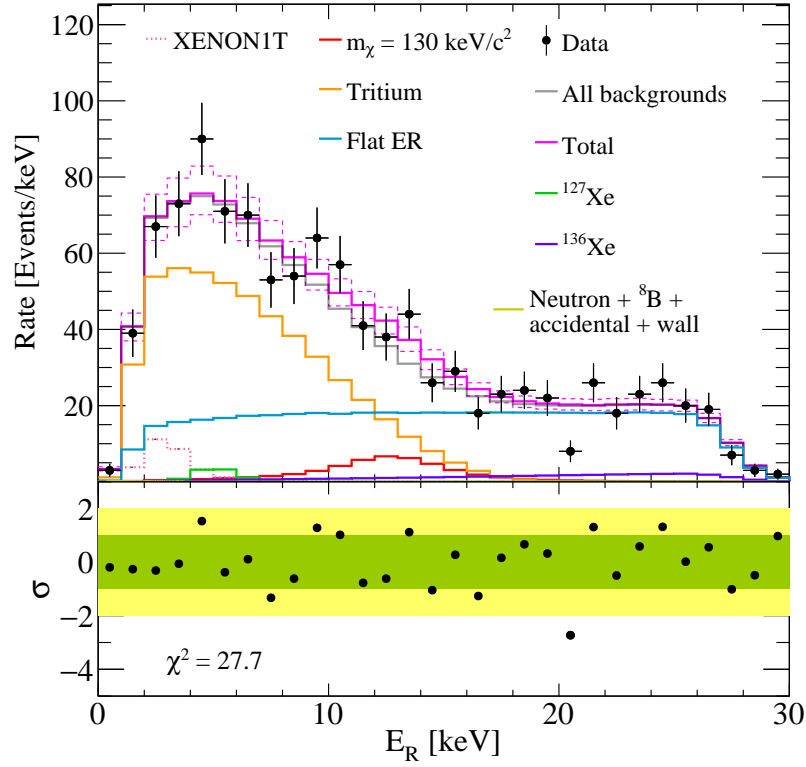 XENON1T
m_χ = 130 keV/c²
Data
Tritium
All backgrounds
Flat ER
Total
¹²⁷Xe
¹³⁶Xe
Neutron + ⁸B +
accidental + wall
Rate [Events/keV]
120
100
80
60
40
20
2
0
−2
−4
σ
χ² = 27.7
0
10
20
30
E_R [keV]